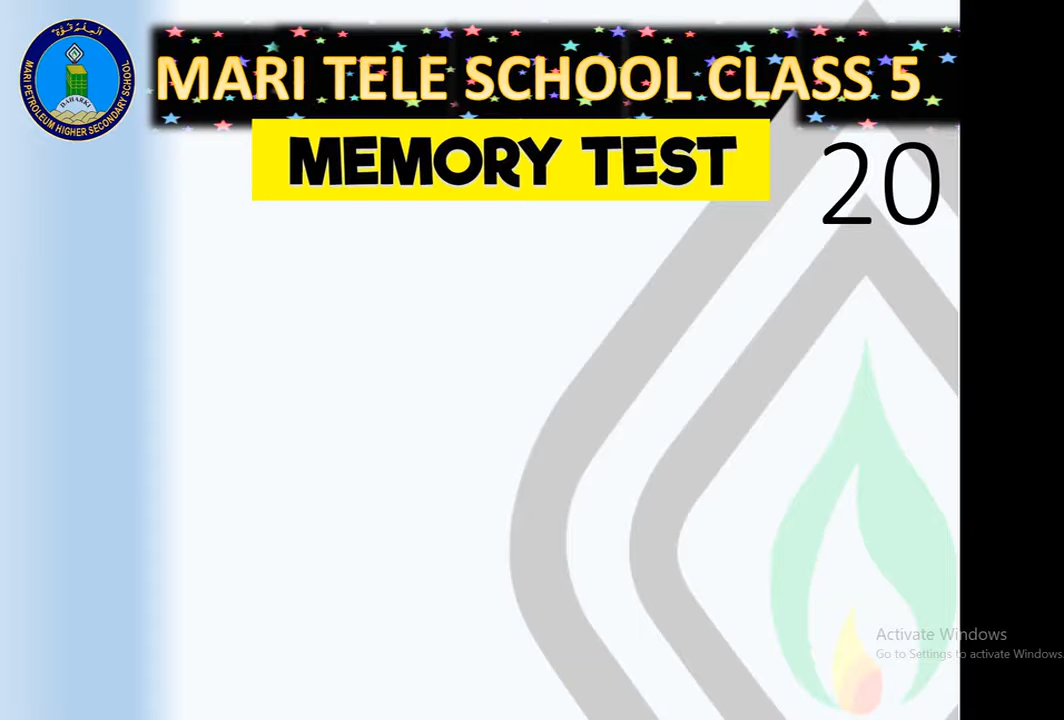 MARI TELE SCHOOL CLASS 5
MARI PETROLEUM HIGHER SECONDARY SCHOOL
DAHARKI
MEMORY TEST
20
Activate Windows
Go to Settings to activate Windows.